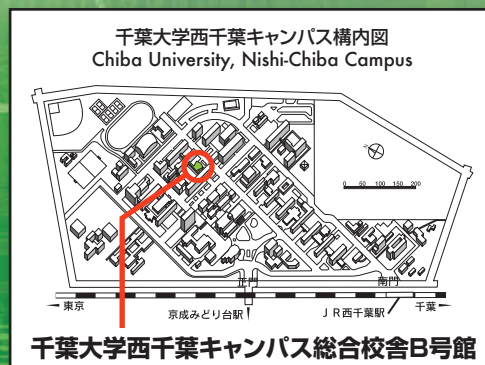 千葉大学西千葉キャンパス構内図
Chiba University, Nishi-Chiba Campus
N
0 50 100 150 200
正門
南門
東京
京成みどり台駅
JR西千葉駅
千葉
千葉大学西千葉キャンパス総合校舎B号館